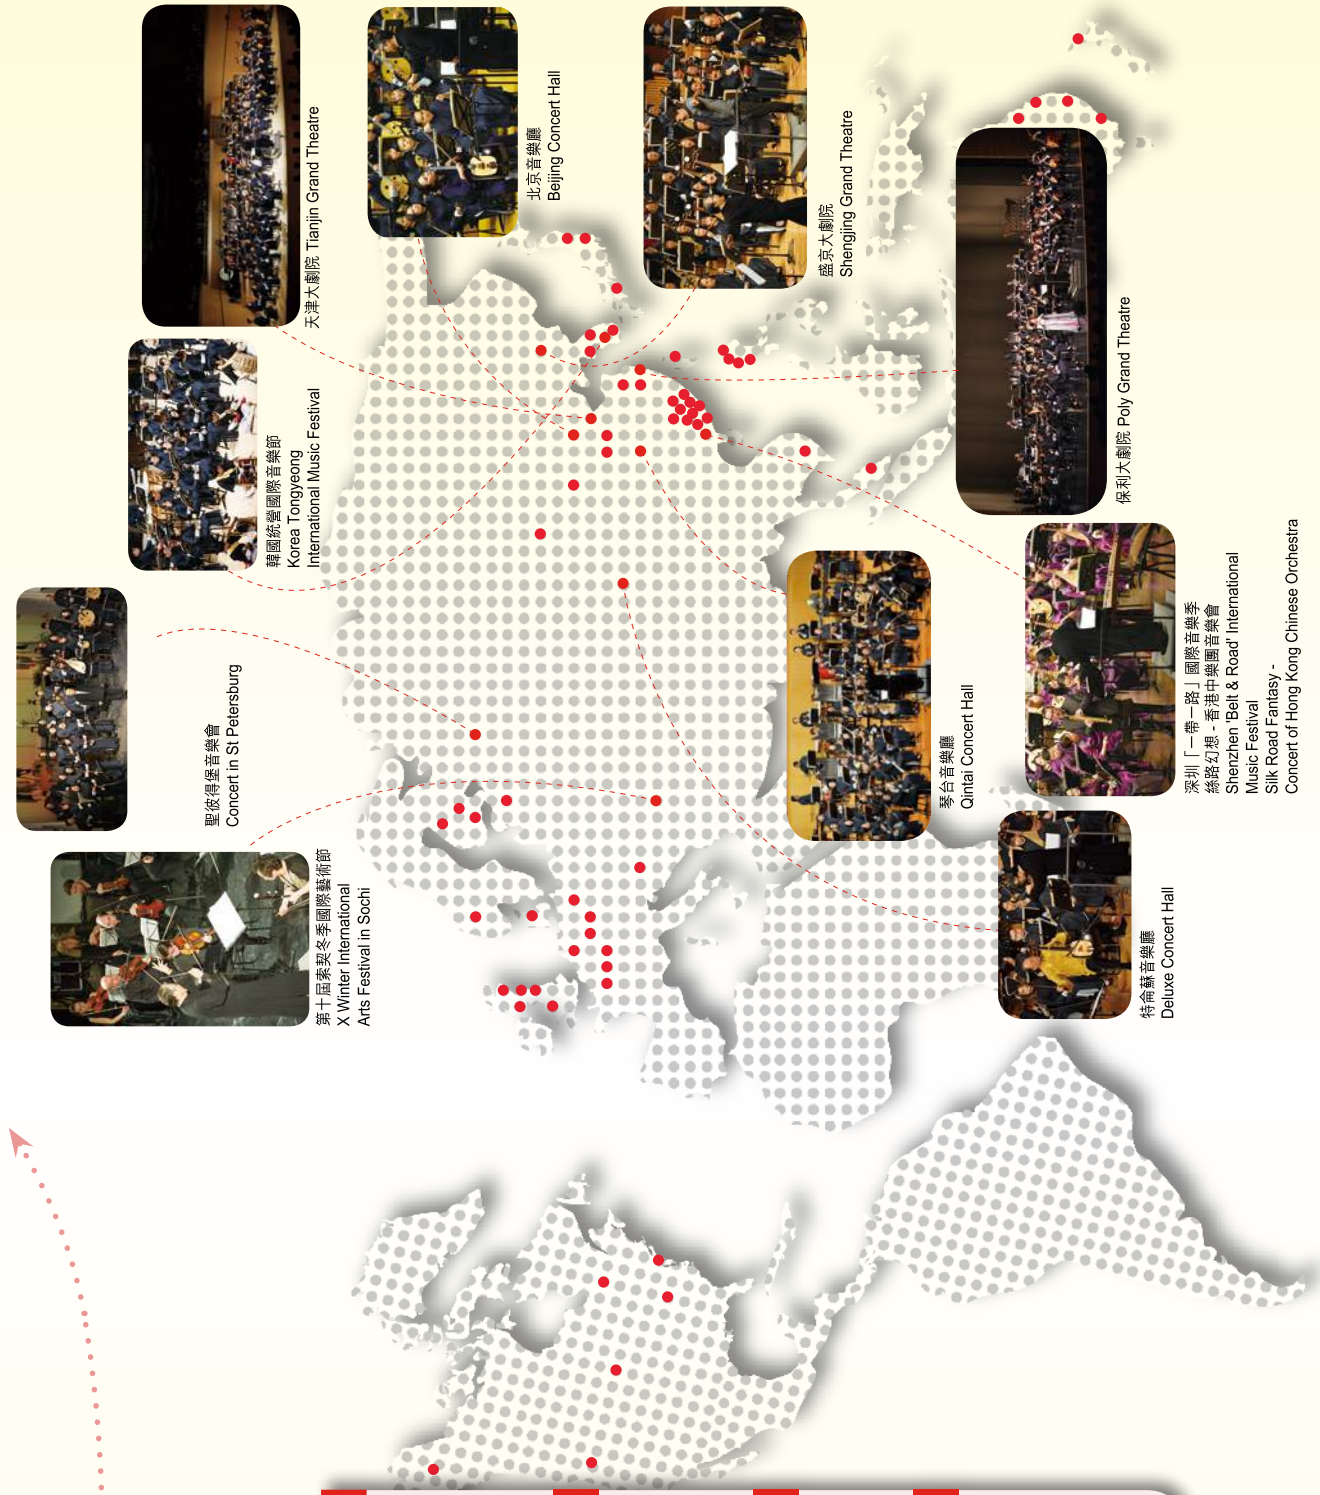 天津大劇院 Tianjin Grand Theatre
北京音樂廳
Beijing Concert Hall
盛京大劇院
Shengjing Grand Theatre
韓國統營國際音樂節
Korea Tongyeong
International Music Festival
保利大劇院 Poly Grand Theatre
聖彼得堡音樂會
Concert in St Petersburg
琴台音樂廳
Qintai Concert Hall
深圳「一帶一路」國際音樂季
絲路幻想 - 香港中樂團音樂會
Shenzhen 'Belt & Road' International
Music Festival
Silk Road Fantasy -
Concert of Hong Kong Chinese Orchestra
第十屆索契冬季國際藝術節
X Winter International
Arts Festival in Sochi
特侖蘇音樂廳
Deluxe Concert Hall